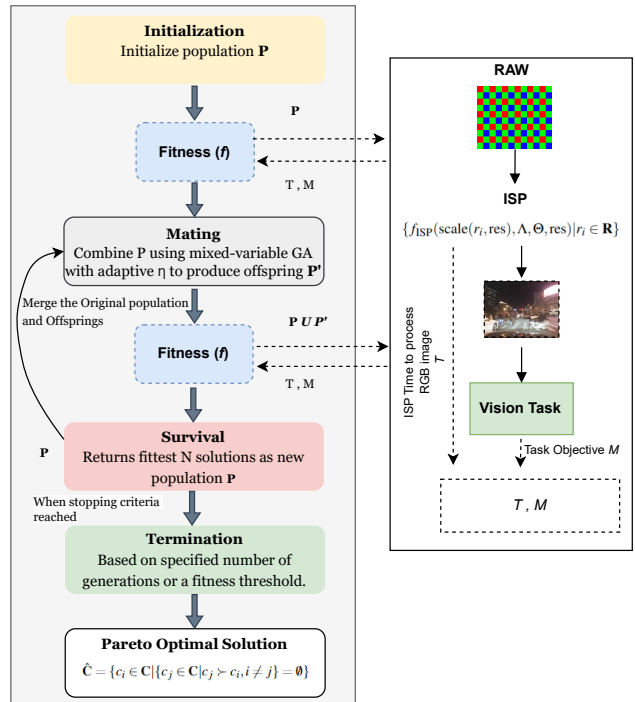 Initialization
Initialize population P
P
Fitness (f)
T , M
Mating
Combine P using mixed-variable GA
with adaptive η to produce offspring P'
Merge the Original population
and Offsprings
P U P'
Fitness (f)
T , M
Survival
Returns fittest N solutions as new
population P
P
When stopping criteria
reached
Termination
Based on specified number of
generations or a fitness threshold.
Pareto Optimal Solution
Ĉ = {c_i ∈ C|{c_j ∈ C|c_j ≻ c_i, i ≠ j} = ∅}
RAW
ISP
{f_ISP(scale(r_i, res), Λ, Θ, res)|r_i ∈ R}
ISP Time to process
RGB image
T
Vision Task
Task Objective M
T , M